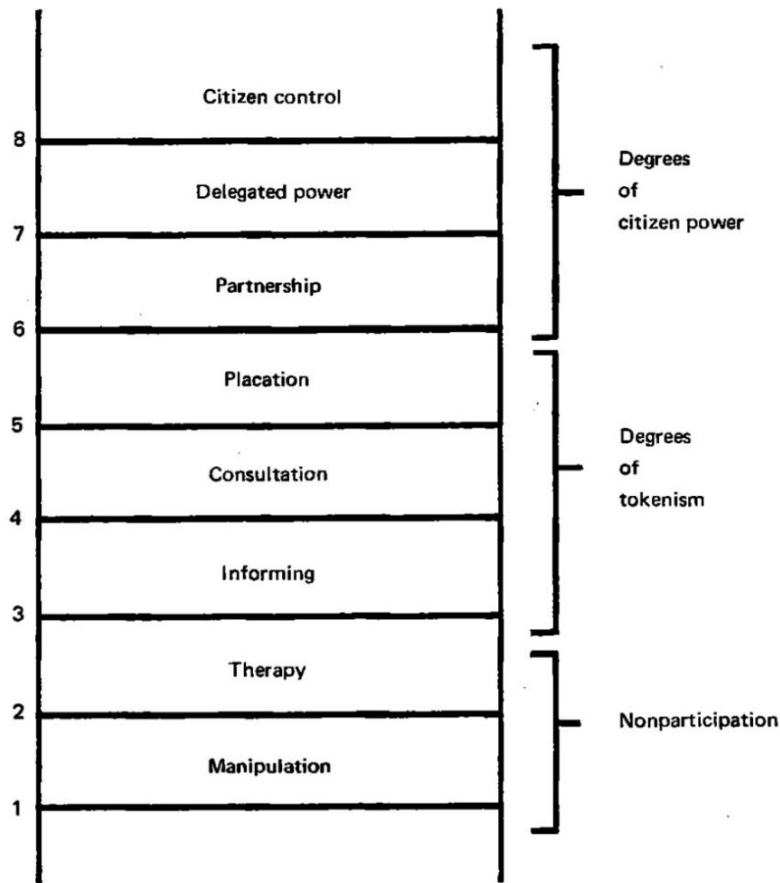 Citizen control
8
Delegated power
7
Partnership
6
Placation
5
Consultation
4
Informing
3
Therapy
2
Manipulation
1
Degrees
of
citizen power
Degrees
of
tokenism
Nonparticipation